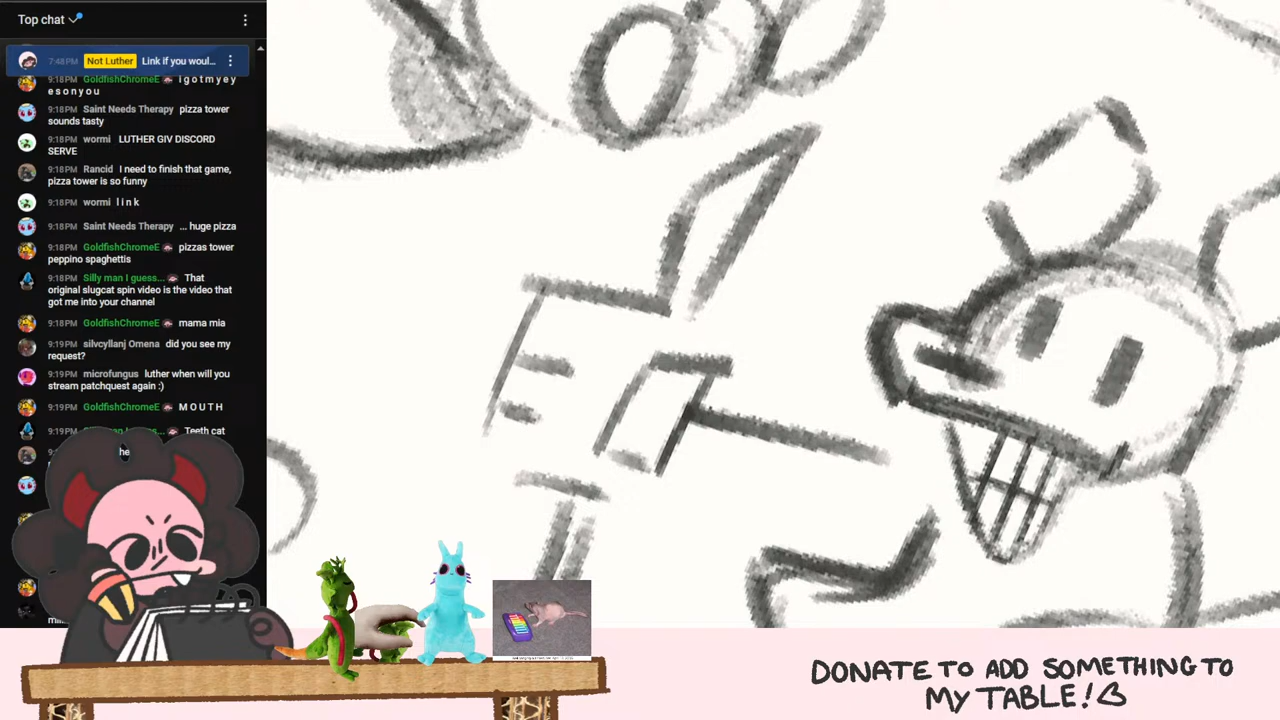 Top chat
7:48PM Not Luther Link if you woul...
9:18PM GoldfishChromeE I g o t m y e y
e s o n y o u
9:18PM Saint Needs Therapy pizza tower
sounds tasty
9:18PM wormi LUTHER GIV DISCORD
SERVE
9:18PM Rancid I need to finish that game,
pizza tower is so funny
9:18PM wormi l i n k
9:18PM Saint Needs Therapy ... huge pizza
9:18PM GoldfishChromeE pizzas tower
peppino spaghettis
9:18PM Silly man I guess... That
original slugcat spin video is the video that
got me into your channel
9:18PM GoldfishChromeE mama mia
9:19PM silvcyllanj Omena did you see my
request?
9:19PM microfungus luther when will you
stream patchquest again :)
9:19PM GoldfishChromeE M O U T H
9:19PM Teeth cat
he
DONATE TO ADD SOMETHING TO
MY TABLE!